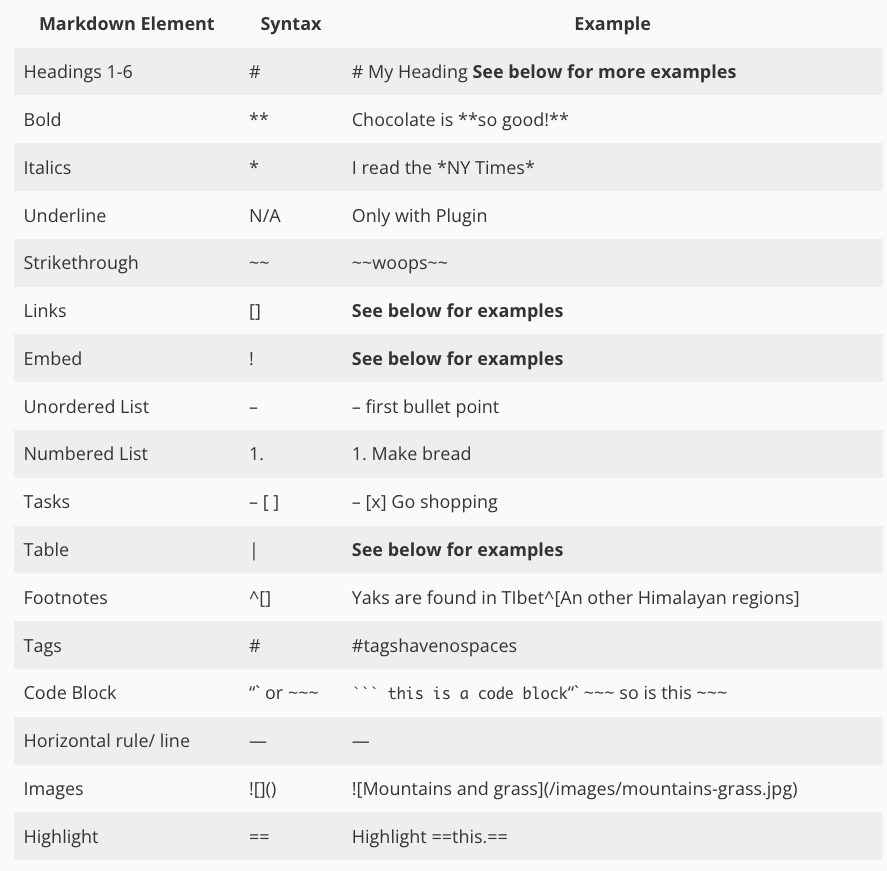 Markdown Element Syntax Example
Headings 1-6 # # My Heading See below for more examples
Bold ** Chocolate is **so good!**
Italics * I read the *NY Times*
Underline N/A Only with Plugin
Strikethrough ~~ ~~woops~~
Links [] See below for examples
Embed ! See below for examples
Unordered List – – first bullet point
Numbered List 1. 1. Make bread
Tasks – [ ] – [x] Go shopping
Table | See below for examples
Footnotes ^[] Yaks are found in TIbet^[An other Himalayan regions]
Tags # #tagshavenospaces
Code Block “` or ~~~ ``` this is a code block“` ~~~ so is this ~~~
Horizontal rule/ line — —
Images ![]() ![Mountains and grass](/images/mountains-grass.jpg)
Highlight == Highlight ==this.==